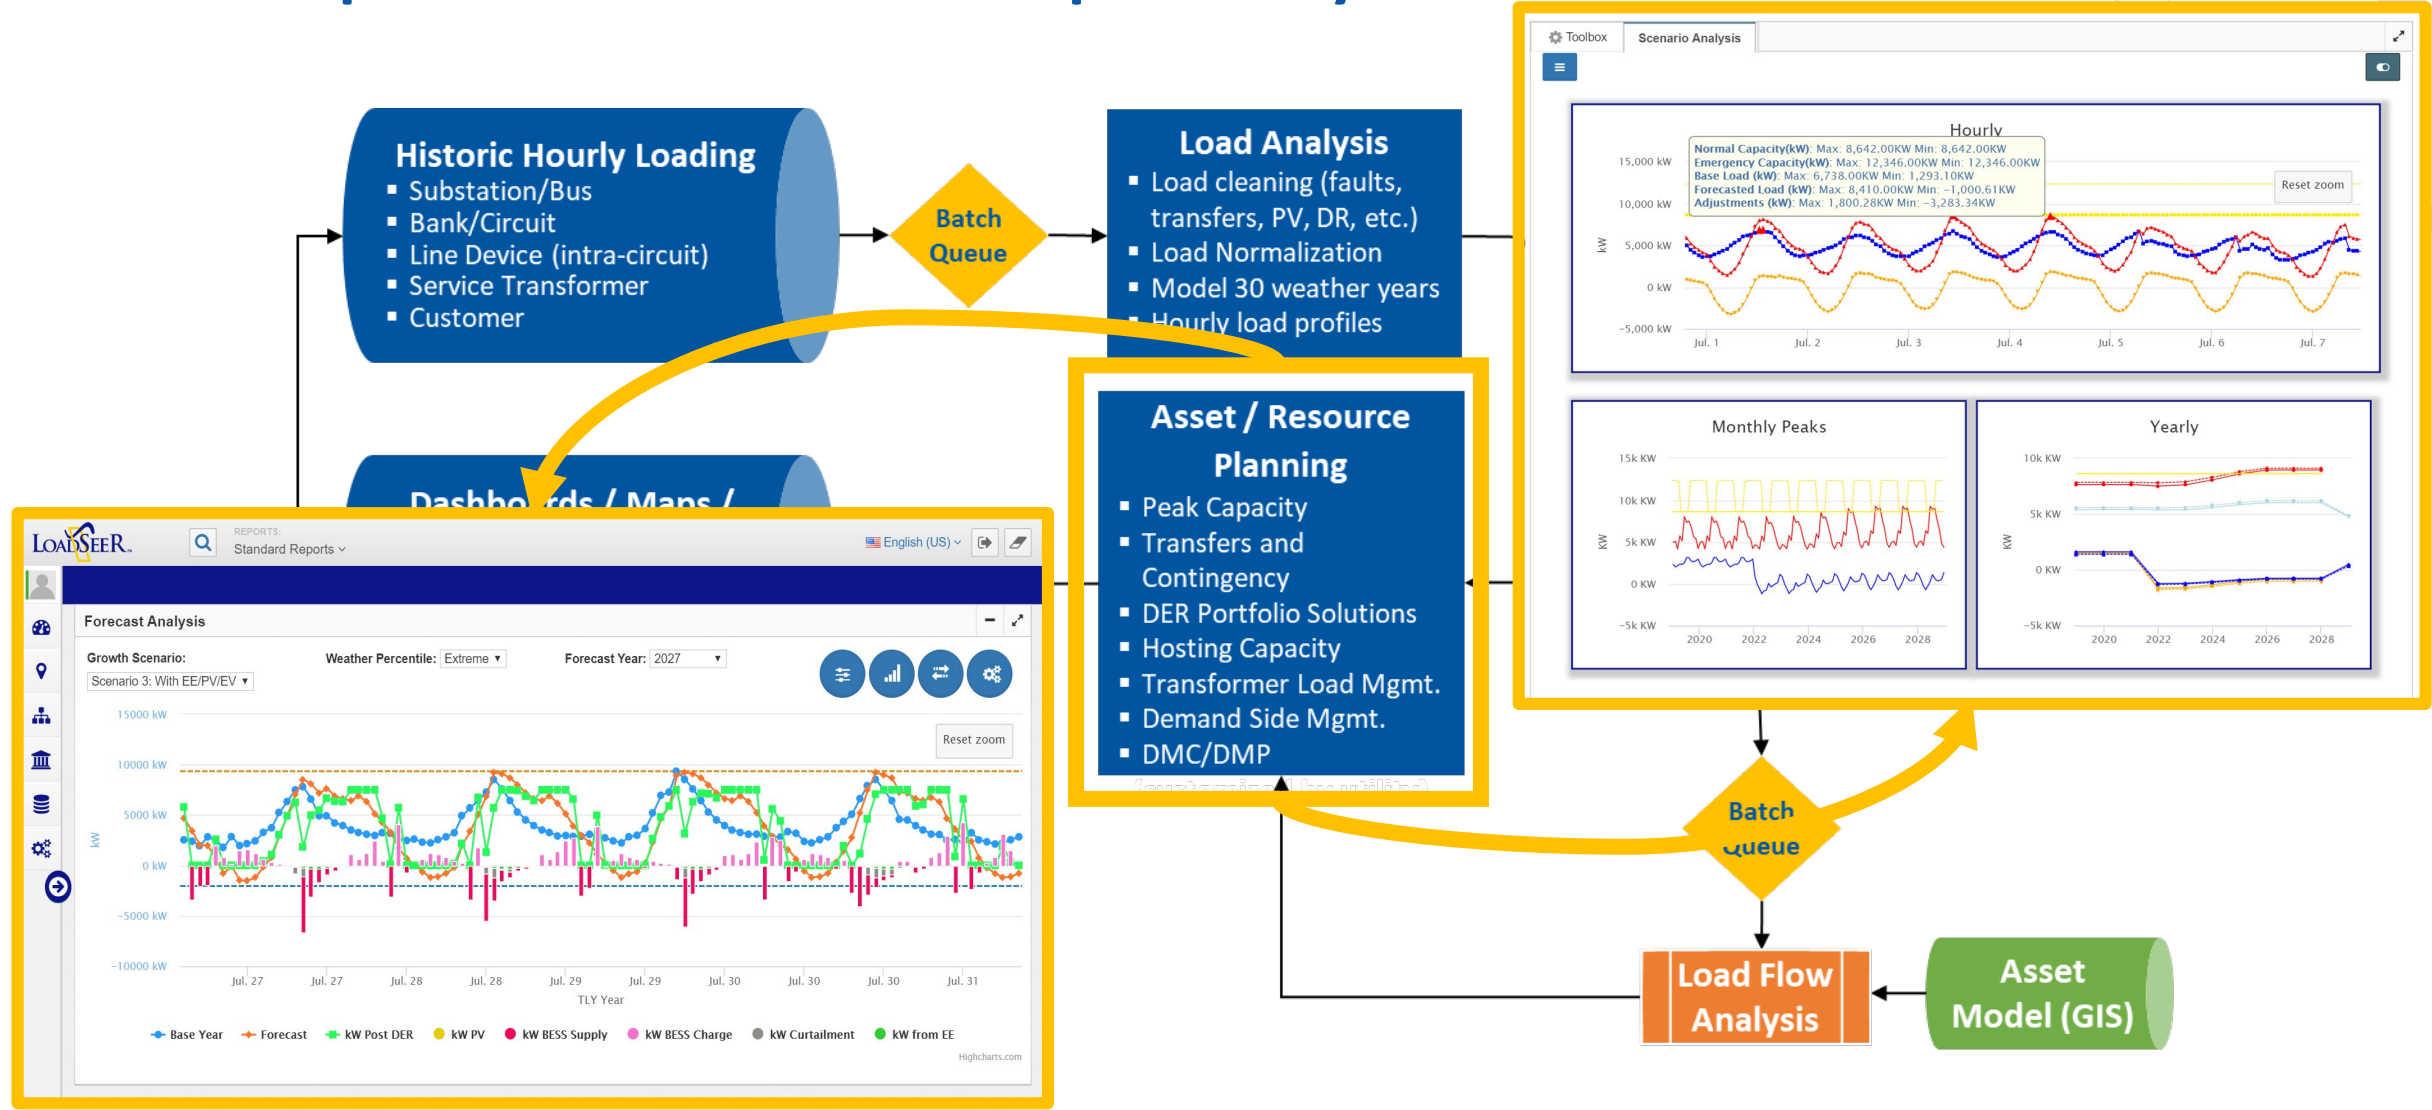 Historic Hourly Loading
▪ Substation/Bus
▪ Bank/Circuit
▪ Line Device (intra-circuit)
▪ Service Transformer
▪ Customer
Batch
Queue
Load Analysis
▪ Load cleaning (faults,
transfers, PV, DR, etc.)
▪ Load Normalization
▪ Model 30 weather years
▪ Hourly load profiles
Toolbox
Scenario Analysis
Hourly
Normal Capacity(kW): Max: 8,642.00KW Min: 8,642.00KW
Emergency Capacity(kW): Max: 12,346.00KW Min: 12,346.00KW
Base Load (kW): Max: 6,738.00KW Min: 1,293.10KW
Forecasted Load (kW): Max: 8,410.00KW Min: -1,000.61KW
Adjustments (kW): Max: 1,800.28KW Min: -3,283.34KW
Reset zoom
15,000 kW
10,000 kW
5,000 kW
0 kW
-5,000 kW
kW
Jul. 1 Jul. 2 Jul. 3 Jul. 4 Jul. 5 Jul. 6 Jul. 7
Monthly Peaks
15k KW
10k KW
5k KW
0 KW
-5k KW
KW
2020 2022 2024 2026 2028
Yearly
10k KW
5k KW
0 KW
-5k KW
KW
2020 2022 2024 2026 2028
Asset / Resource
Planning
▪ Peak Capacity
▪ Transfers and
Contingency
▪ DER Portfolio Solutions
▪ Hosting Capacity
▪ Transformer Load Mgmt.
▪ Demand Side Mgmt.
▪ DMC/DMP
(customized by utility)
Dashboards / Maps /
LOADSEER™
REPORTS:
Standard Reports
English (US)
Forecast Analysis
Growth Scenario:
Scenario 3: With EE/PV/EV
Weather Percentile: Extreme
Forecast Year: 2027
Reset zoom
15000 kW
10000 kW
5000 kW
0 kW
-5000 kW
-10000 kW
kW
Jul. 27 Jul. 27 Jul. 28 Jul. 28 Jul. 29 Jul. 29 Jul. 30 Jul. 30 Jul. 30 Jul. 31
TLY Year
Base Year Forecast kW Post DER kW PV kW BESS Supply kW BESS Charge kW Curtailment kW from EE
Highcharts.com
Batch
Queue
Load Flow
Analysis
Asset
Model (GIS)